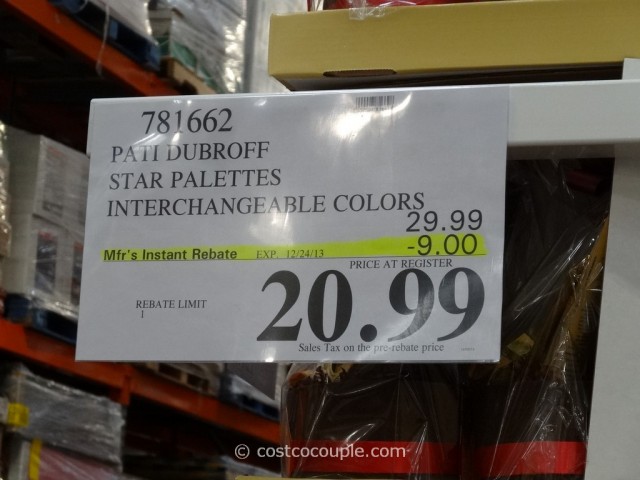 781662
PATI DUBROFF
STAR PALETTES
INTERCHANGEABLE COLORS
29.99
Mfr's Instant Rebate EXP. 12/24/13 -9.00
PRICE AT REGISTER
REBATE LIMIT
1
20.99
Sales Tax on the pre-rebate price
© costcocouple.com